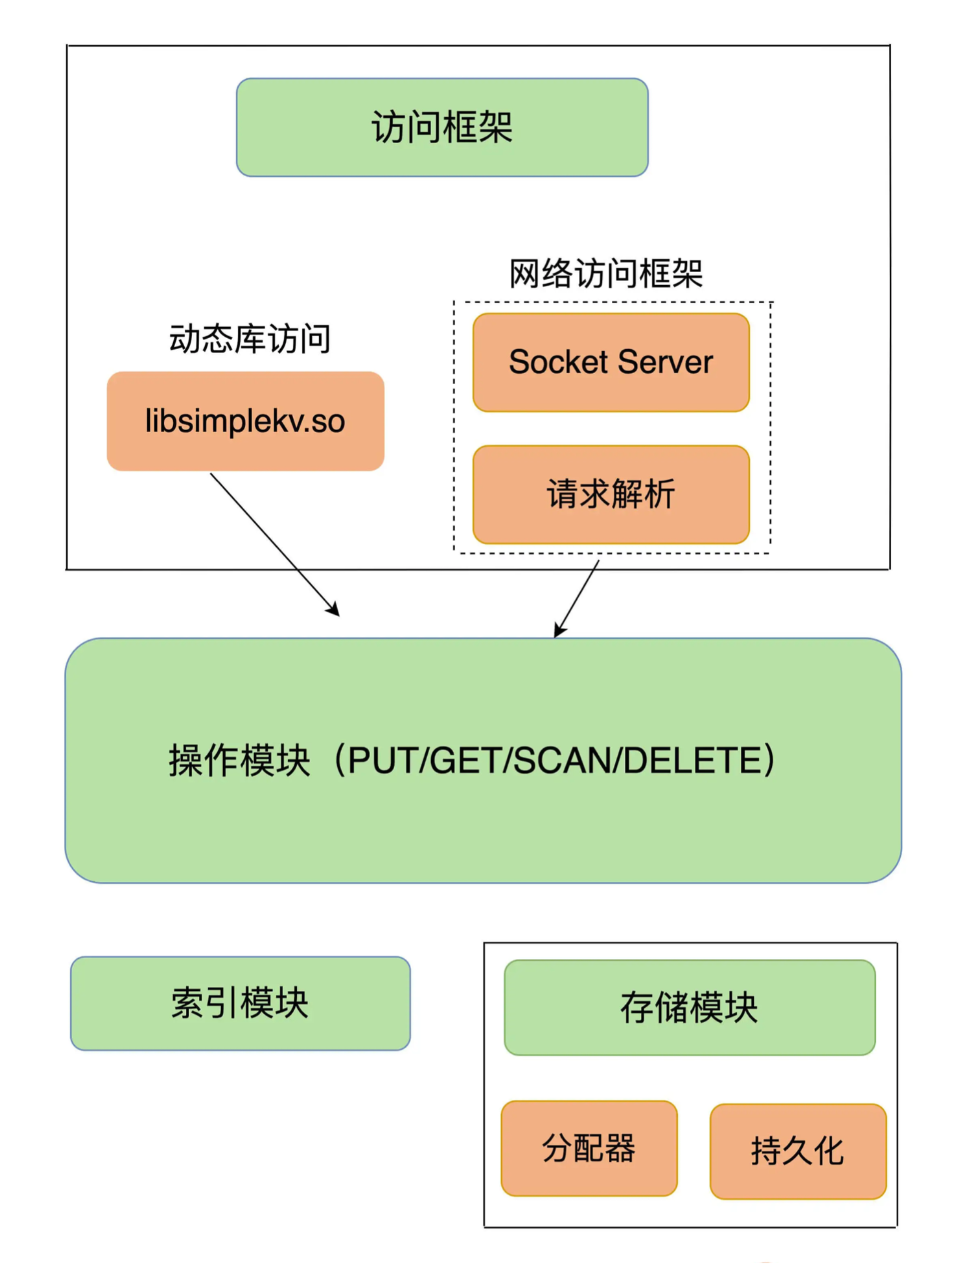 访问框架
网络访问框架
动态库访问
Socket Server
libsimplekv.so
请求解析
操作模块（PUT/GET/SCAN/DELETE）
索引模块
存储模块
分配器
持久化